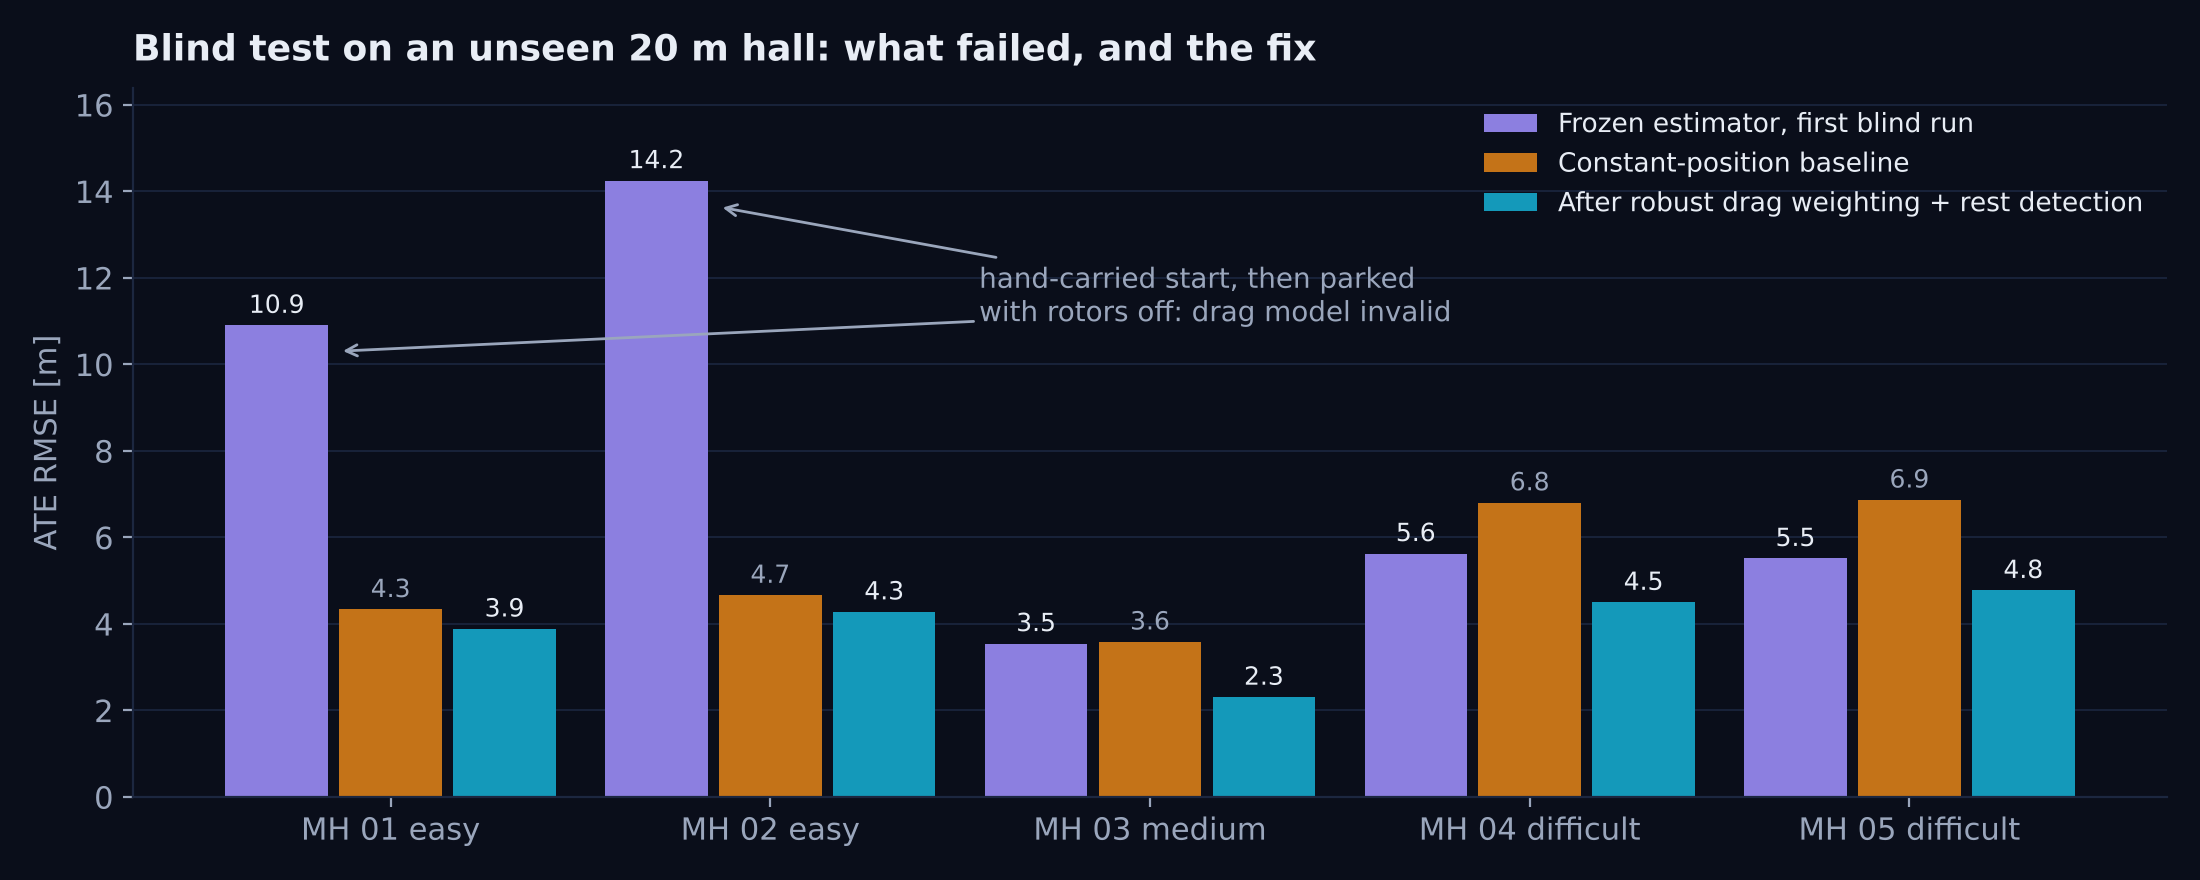 Blind test on an unseen 20 m hall: what failed, and the fix
Frozen estimator, first blind run
Constant-position baseline
After robust drag weighting + rest detection
hand-carried start, then parked
with rotors off: drag model invalid
ATE RMSE [m]
16
14
12
10
8
6
4
2
0
10.9
4.3
3.9
14.2
4.7
4.3
3.5
3.6
2.3
5.6
6.8
4.5
5.5
6.9
4.8
MH 01 easy
MH 02 easy
MH 03 medium
MH 04 difficult
MH 05 difficult